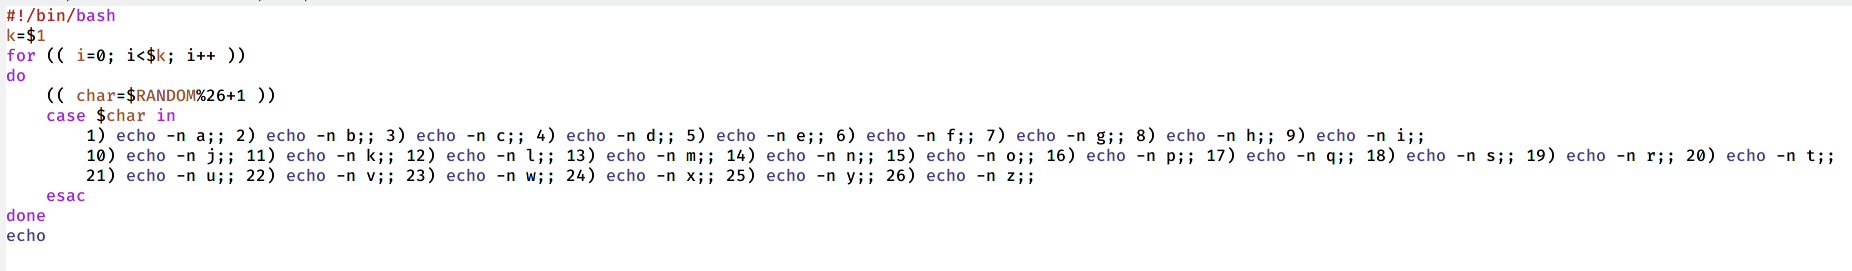 #!/bin/bash
k=$1
for (( i=0; i<$k; i++ ))
do
    (( char=$RANDOM%26+1 ))
    case $char in
        1) echo -n a;; 2) echo -n b;; 3) echo -n c;; 4) echo -n d;; 5) echo -n e;; 6) echo -n f;; 7) echo -n g;; 8) echo -n h;; 9) echo -n i;;
        10) echo -n j;; 11) echo -n k;; 12) echo -n l;; 13) echo -n m;; 14) echo -n n;; 15) echo -n o;; 16) echo -n p;; 17) echo -n q;; 18) echo -n s;; 19) echo -n r;; 20) echo -n t;;
        21) echo -n u;; 22) echo -n v;; 23) echo -n w;; 24) echo -n x;; 25) echo -n y;; 26) echo -n z;;
    esac
done
echo